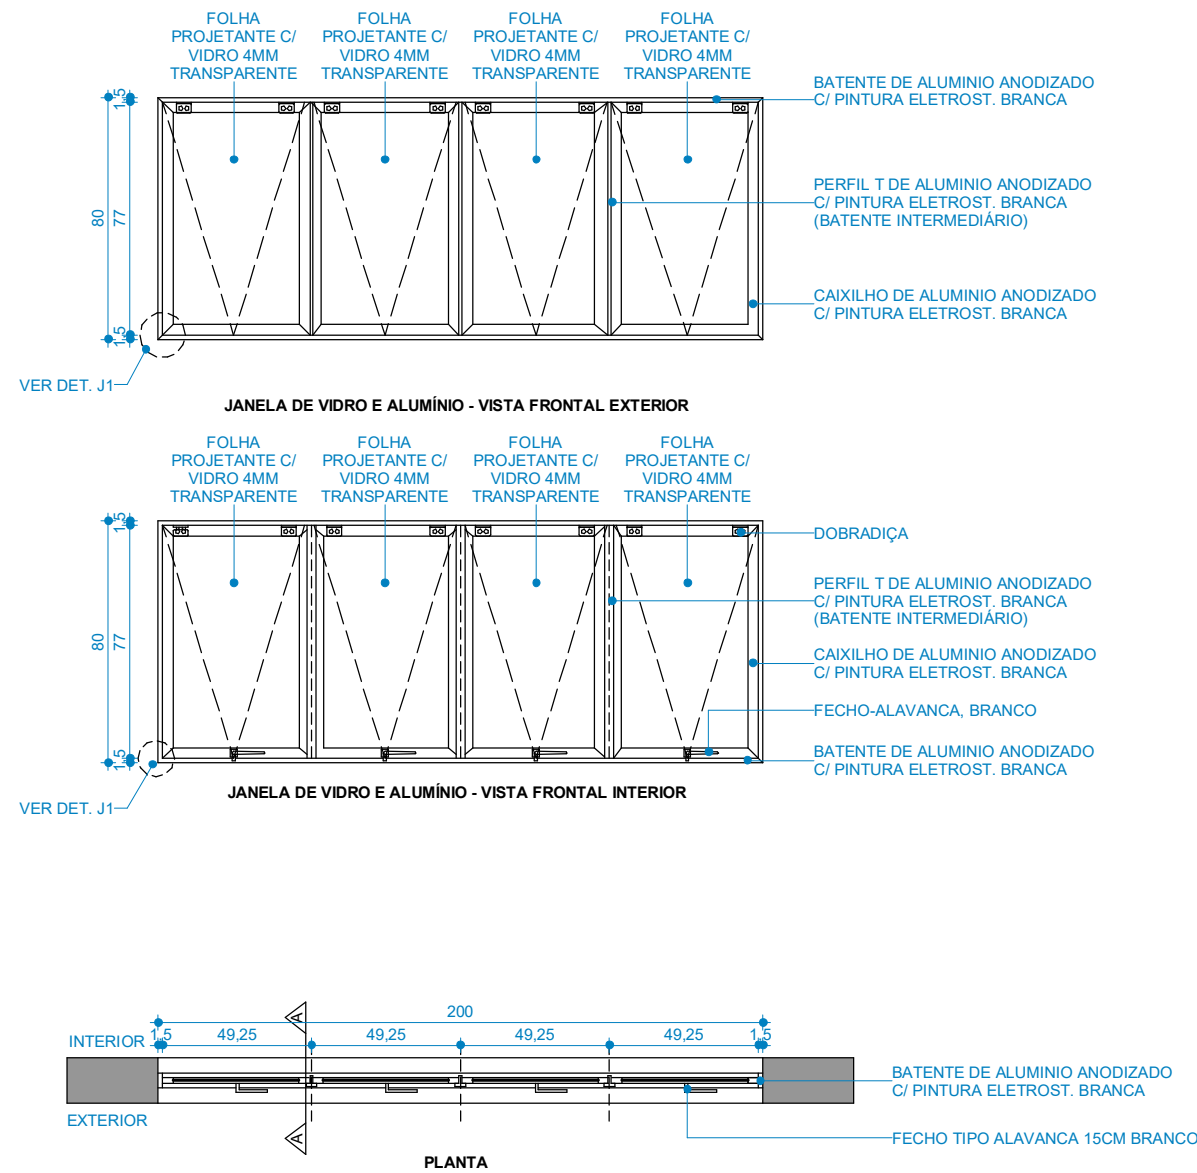 FOLHA
PROJETANTE C/
VIDRO 4MM
TRANSPARENTE
FOLHA
PROJETANTE C/
VIDRO 4MM
TRANSPARENTE
FOLHA
PROJETANTE C/
VIDRO 4MM
TRANSPARENTE
FOLHA
PROJETANTE C/
VIDRO 4MM
TRANSPARENTE
BATENTE DE ALUMINIO ANODIZADO
C/ PINTURA ELETROST. BRANCA
PERFIL T DE ALUMINIO ANODIZADO
C/ PINTURA ELETROST. BRANCA
(BATENTE INTERMEDIÁRIO)
CAIXILHO DE ALUMINIO ANODIZADO
C/ PINTURA ELETROST. BRANCA
1,5
80
77
1,5
VER DET. J1
JANELA DE VIDRO E ALUMÍNIO - VISTA FRONTAL EXTERIOR
FOLHA
PROJETANTE C/
VIDRO 4MM
TRANSPARENTE
FOLHA
PROJETANTE C/
VIDRO 4MM
TRANSPARENTE
FOLHA
PROJETANTE C/
VIDRO 4MM
TRANSPARENTE
FOLHA
PROJETANTE C/
VIDRO 4MM
TRANSPARENTE
DOBRADIÇA
PERFIL T DE ALUMINIO ANODIZADO
C/ PINTURA ELETROST. BRANCA
(BATENTE INTERMEDIÁRIO)
CAIXILHO DE ALUMINIO ANODIZADO
C/ PINTURA ELETROST. BRANCA
FECHO-ALAVANCA, BRANCO
BATENTE DE ALUMINIO ANODIZADO
C/ PINTURA ELETROST. BRANCA
1,5
80
77
1,5
VER DET. J1
JANELA DE VIDRO E ALUMÍNIO - VISTA FRONTAL INTERIOR
A
200
1,5
49,25
49,25
49,25
49,25
1,5
INTERIOR
EXTERIOR
BATENTE DE ALUMINIO ANODIZADO
C/ PINTURA ELETROST. BRANCA
FECHO TIPO ALAVANCA 15CM BRANCO
A
PLANTA